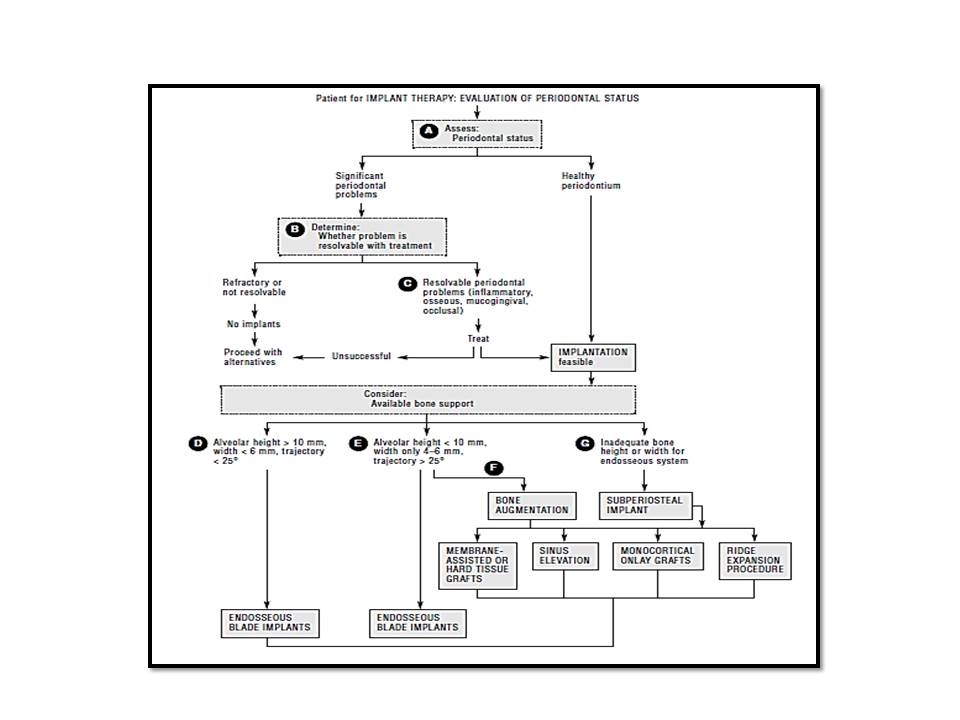 Patient for IMPLANT THERAPY: EVALUATION OF PERIODONTAL STATUS
A Assess:
Periodontal status
Significant
periodontal
problems
Healthy
periodontium
B Determine:
Whether problem is
resolvable with treatment
Refractory or
not resolvable
C Resolvable periodontal
problems (inflammatory,
osseous, mucogingival,
occlusal)
No implants
Treat
Proceed with
alternatives
Unsuccessful
IMPLANTATION
feasible
Consider:
Available bone support
D Alveolar height > 10 mm,
width < 6 mm, trajectory
< 25°
E Alveolar height < 10 mm,
width only 4–6 mm,
trajectory > 25°
G Inadequate bone
height or width for
endosseous system
F
BONE
AUGMENTATION
SUBPERIOSTEAL
IMPLANT
MEMBRANE-
ASSISTED OR
HARD TISSUE
GRAFTS
SINUS
ELEVATION
MONOCORTICAL
ONLAY GRAFTS
RIDGE
EXPANSION
PROCEDURE
ENDOSSEOUS
BLADE IMPLANTS
ENDOSSEOUS
BLADE IMPLANTS